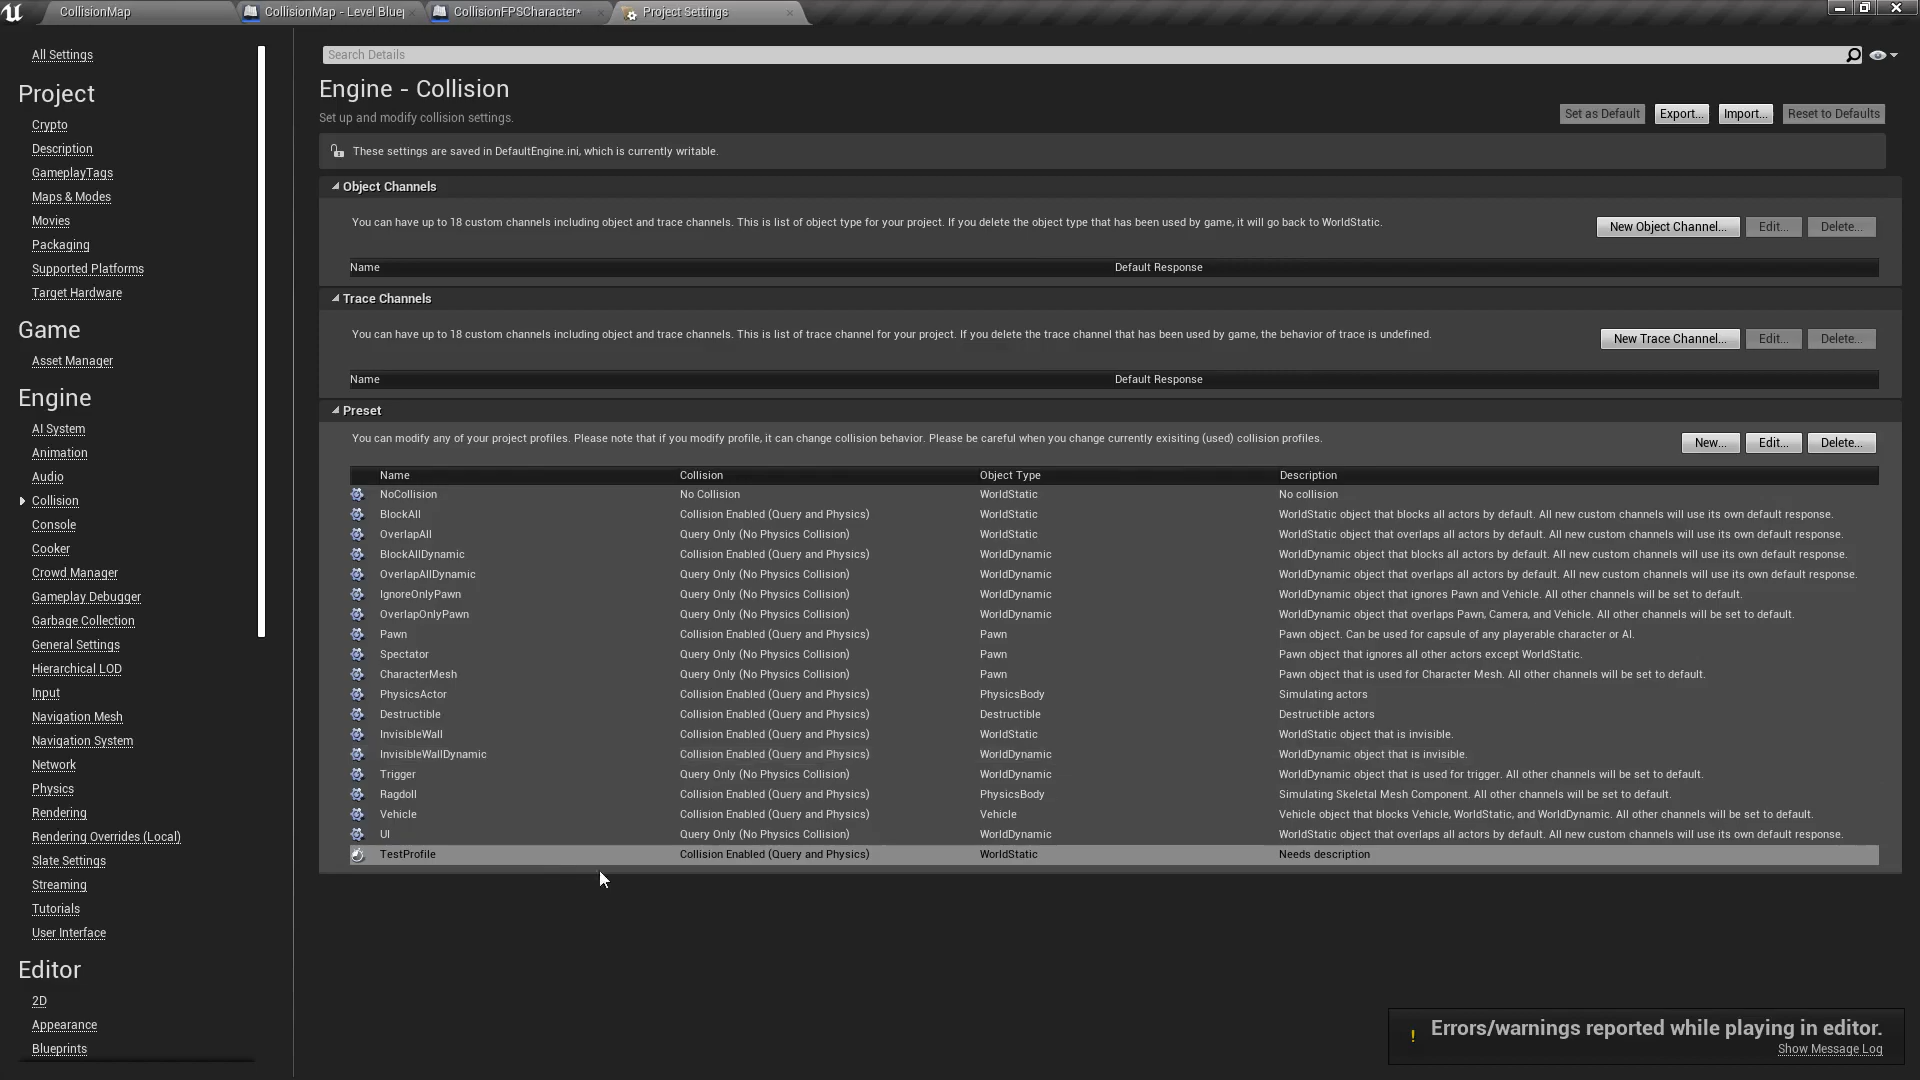 CollisionMap
CollisionMap - Level Bluep
CollisionFPSCharacter*
Project Settings
All Settings
Project
Crypto
Description
GameplayTags
Maps & Modes
Movies
Packaging
Supported Platforms
Target Hardware
Game
Asset Manager
Engine
AI System
Animation
Audio
Collision
Console
Cooker
Crowd Manager
Gameplay Debugger
Garbage Collection
General Settings
Hierarchical LOD
Input
Navigation Mesh
Navigation System
Network
Physics
Rendering
Rendering Overrides (Local)
Slate Settings
Streaming
Tutorials
User Interface
Editor
2D
Appearance
Blueprints
Search Details
Engine - Collision
Set up and modify collision settings.
Set as Default Export... Import... Reset to Defaults
These settings are saved in DefaultEngine.ini, which is currently writable.
Object Channels
You can have up to 18 custom channels including object and trace channels. This is list of object type for your project. If you delete the object type that has been used by game, it will go back to WorldStatic.
New Object Channel... Edit... Delete...
Name Default Response
Trace Channels
You can have up to 18 custom channels including object and trace channels. This is list of trace channel for your project. If you delete the trace channel that has been used by game, the behavior of trace is undefined.
New Trace Channel... Edit... Delete...
Name Default Response
Preset
You can modify any of your project profiles. Please note that if you modify profile, it can change collision behavior. Please be careful when you change currently exisiting (used) collision profiles.
New... Edit... Delete...
Name Collision Object Type Description
NoCollision No Collision WorldStatic No collision
BlockAll Collision Enabled (Query and Physics) WorldStatic WorldStatic object that blocks all actors by default. All new custom channels will use its own default response.
OverlapAll Query Only (No Physics Collision) WorldStatic WorldStatic object that overlaps all actors by default. All new custom channels will use its own default response.
BlockAllDynamic Collision Enabled (Query and Physics) WorldDynamic WorldDynamic object that blocks all actors by default. All new custom channels will use its own default response.
OverlapAllDynamic Query Only (No Physics Collision) WorldDynamic WorldDynamic object that overlaps all actors by default. All new custom channels will use its own default response.
IgnoreOnlyPawn Query Only (No Physics Collision) WorldDynamic WorldDynamic object that ignores Pawn and Vehicle. All other channels will be set to default.
OverlapOnlyPawn Query Only (No Physics Collision) WorldDynamic WorldDynamic object that overlaps Pawn, Camera, and Vehicle. All other channels will be set to default.
Pawn Collision Enabled (Query and Physics) Pawn Pawn object. Can be used for capsule of any playerable character or AI.
Spectator Query Only (No Physics Collision) Pawn Pawn object that ignores all other actors except WorldStatic.
CharacterMesh Query Only (No Physics Collision) Pawn Pawn object that is used for Character Mesh. All other channels will be set to default.
PhysicsActor Collision Enabled (Query and Physics) PhysicsBody Simulating actors
Destructible Collision Enabled (Query and Physics) Destructible Destructible actors
InvisibleWall Collision Enabled (Query and Physics) WorldStatic WorldStatic object that is invisible.
InvisibleWallDynamic Collision Enabled (Query and Physics) WorldDynamic WorldDynamic object that is invisible.
Trigger Query Only (No Physics Collision) WorldDynamic WorldDynamic object that is used for trigger. All other channels will be set to default.
Ragdoll Collision Enabled (Query and Physics) PhysicsBody Simulating Skeletal Mesh Component. All other channels will be set to default.
Vehicle Collision Enabled (Query and Physics) Vehicle Vehicle object that blocks Vehicle, WorldStatic, and WorldDynamic. All other channels will be set to default.
UI Query Only (No Physics Collision) WorldDynamic WorldStatic object that overlaps all actors by default. All new custom channels will use its own default response.
TestProfile Collision Enabled (Query and Physics) WorldStatic Needs description
Errors/warnings reported while playing in editor.
Show Message Log